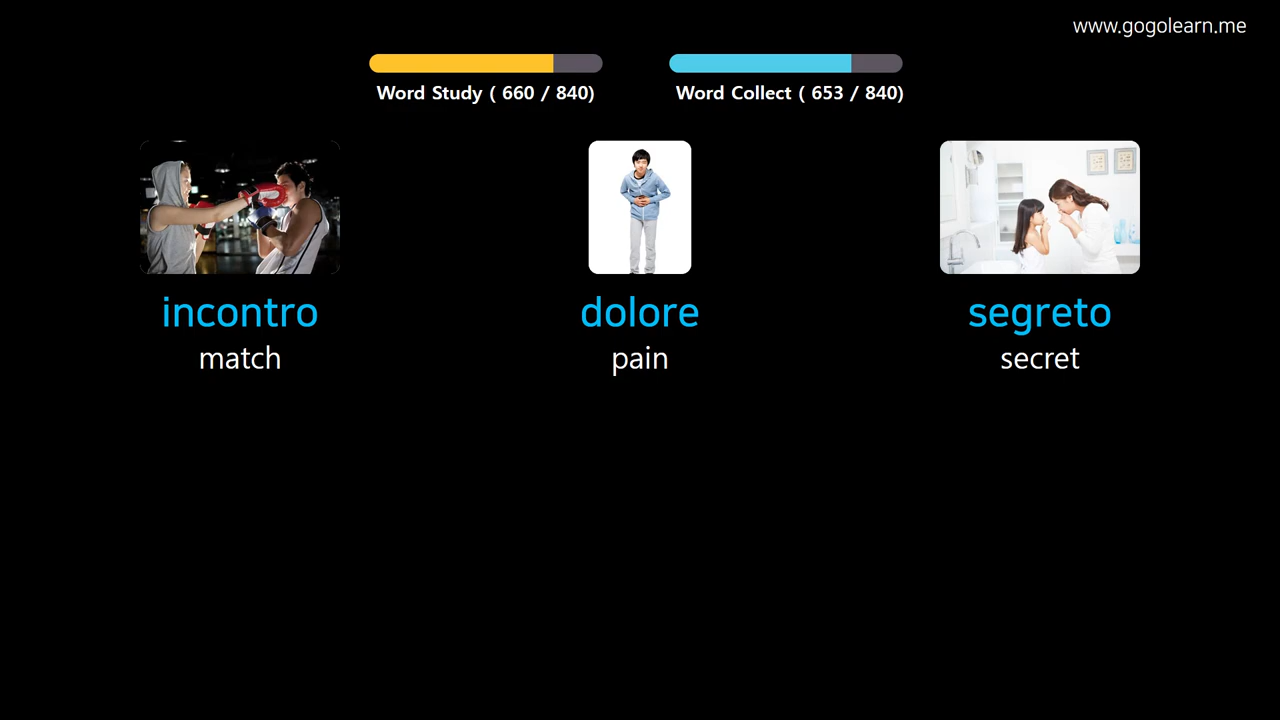 www.gogolearn.me
Word Study ( 660 / 840)
Word Collect ( 653 / 840)
incontro
match
dolore
pain
segreto
secret